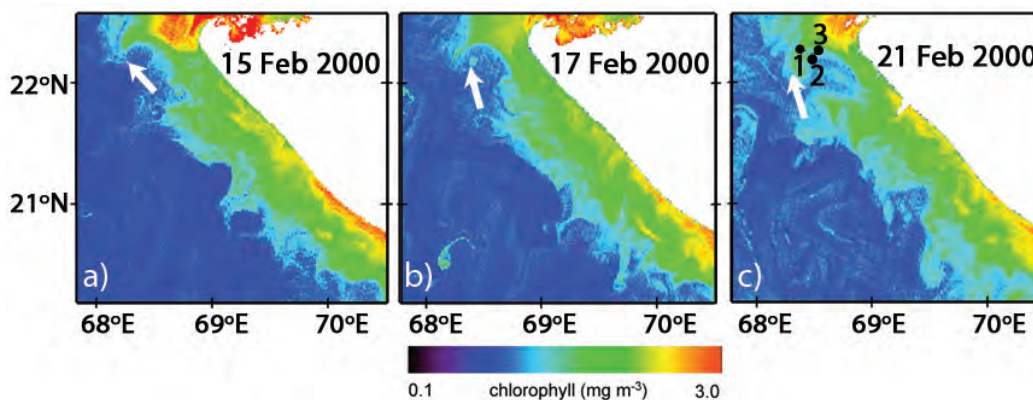 15 Feb 2000
17 Feb 2000
21 Feb 2000
3
1
2
22°N
21°N
a)
b)
c)
68°E
69°E
70°E
68°E
69°E
70°E
68°E
69°E
70°E
0.1
chlorophyll (mg m⁻³)
3.0